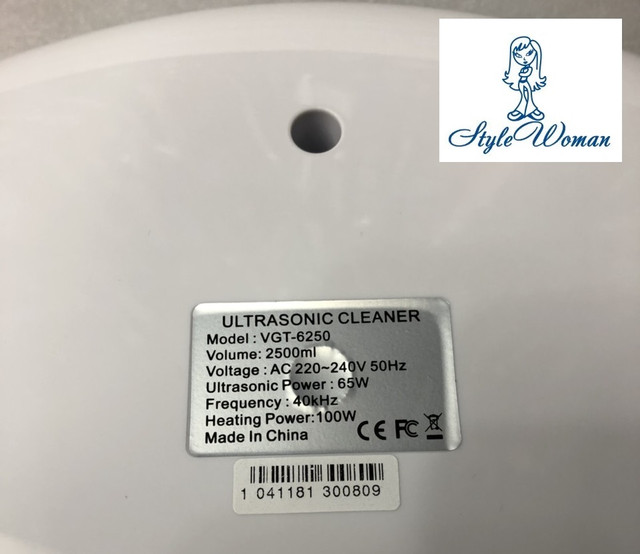 Style Woman
ULTRASONIC CLEANER
Model : VGT-6250
Volume: 2500ml
Voltage : AC 220~240V 50Hz
Ultrasonic Power : 65W
Frequency : 40kHz
Heating Power:100W
Made In China
CE FC
1 041181 300809